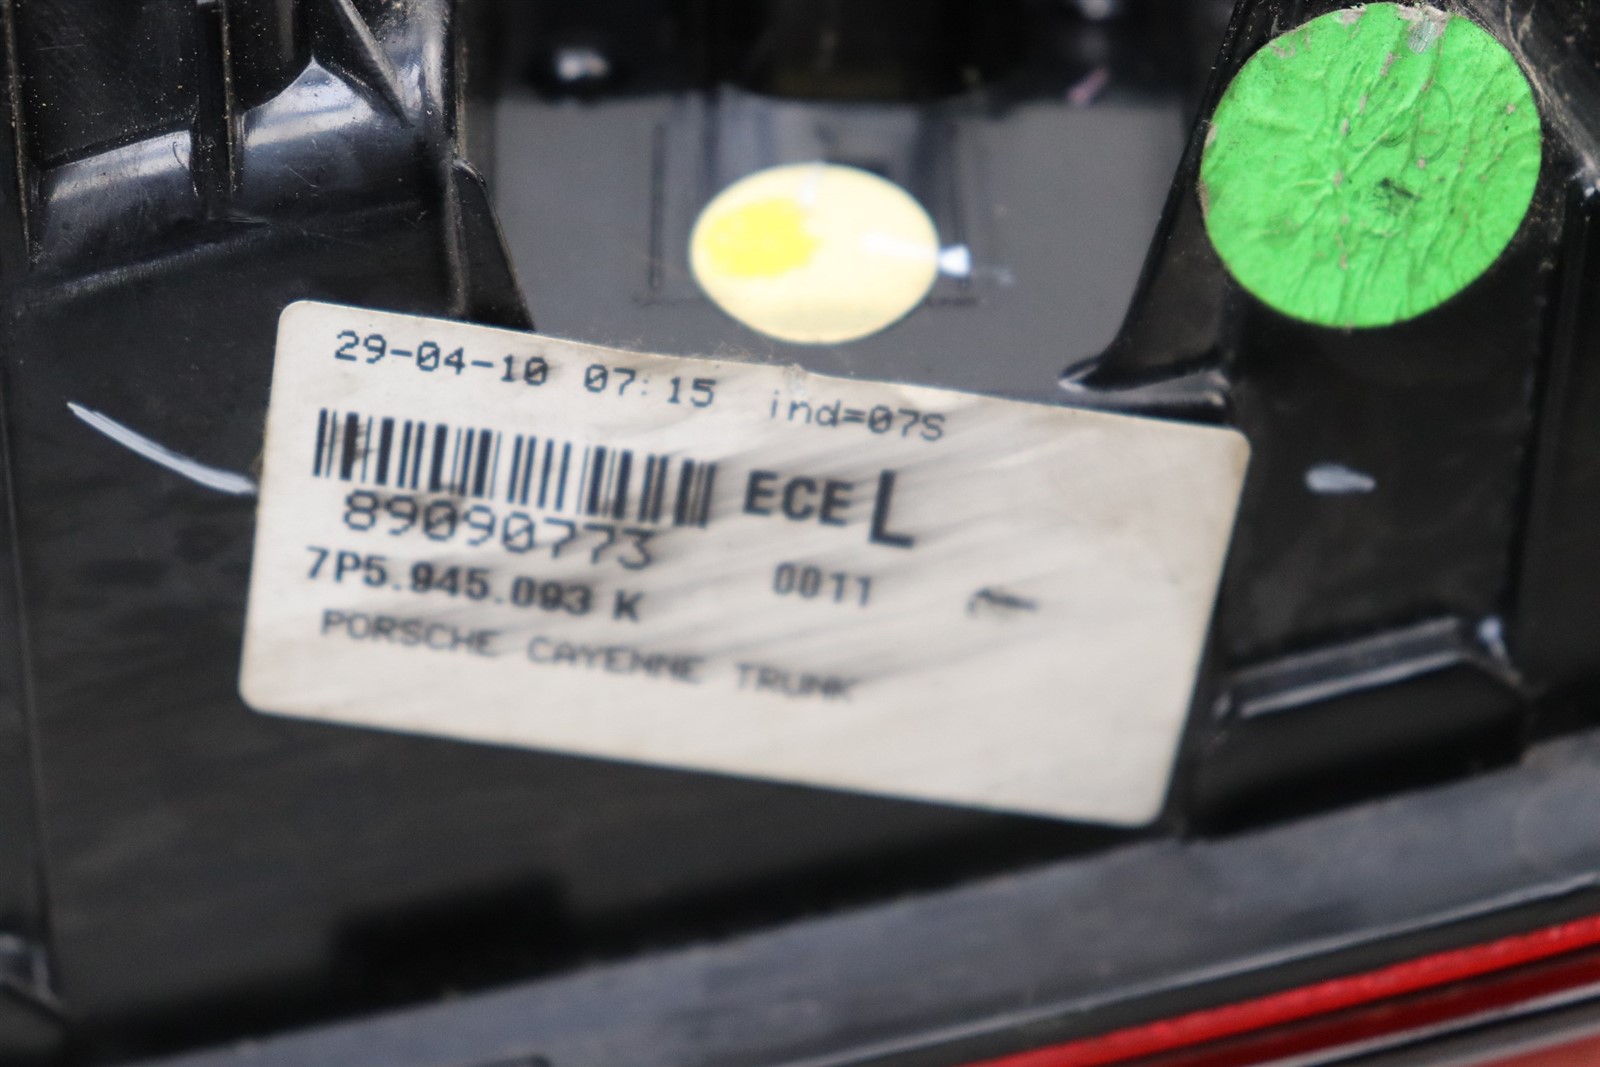 29-04-10 07:15 ind=07S
ECE L
89090773
0011
7P5.945.093 K
PORSCHE CAYENNE TRUNK